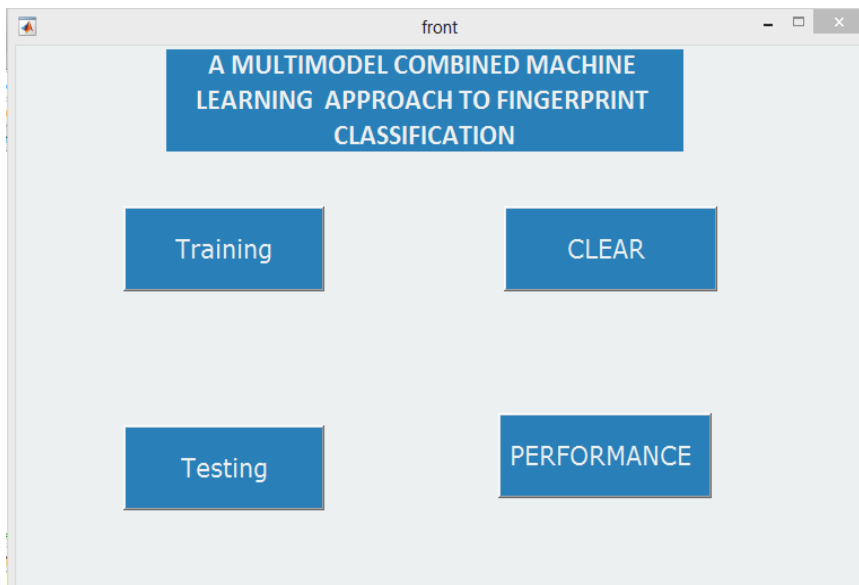 front
A MULTIMODEL COMBINED MACHINE
LEARNING APPROACH TO FINGERPRINT
CLASSIFICATION
Training
CLEAR
Testing
PERFORMANCE